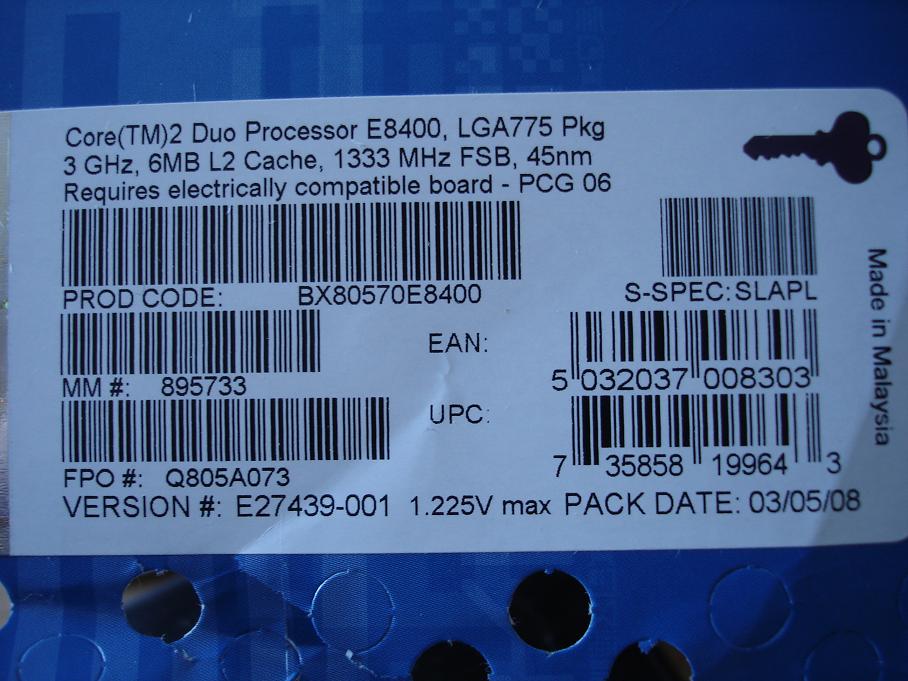 Core(TM)2 Duo Processor E8400, LGA775 Pkg
3 GHz, 6MB L2 Cache, 1333 MHz FSB, 45nm
Requires electrically compatible board - PCG 06
PROD CODE: BX80570E8400
S-SPEC: SLAPL
MM #: 895733
EAN:
5 032037 008303
FPO #: Q805A073
UPC:
7 35858 19964 3
VERSION #: E27439-001 1.225V max PACK DATE: 03/05/08
Made in Malaysia